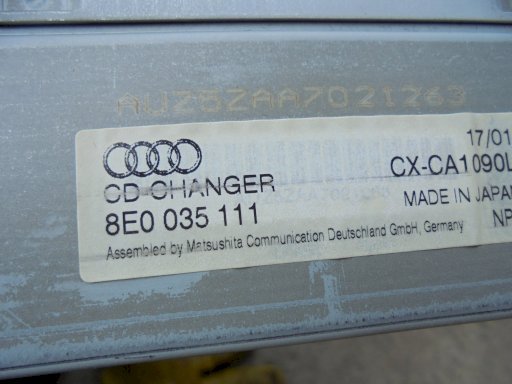 AUZ5ZAA7021263
17/01
CD CHANGER
CX-CA1090L
8E0 035 111
MADE IN JAPAN
Assembled by Matsushita Communication Deutschland GmbH, Germany
NP